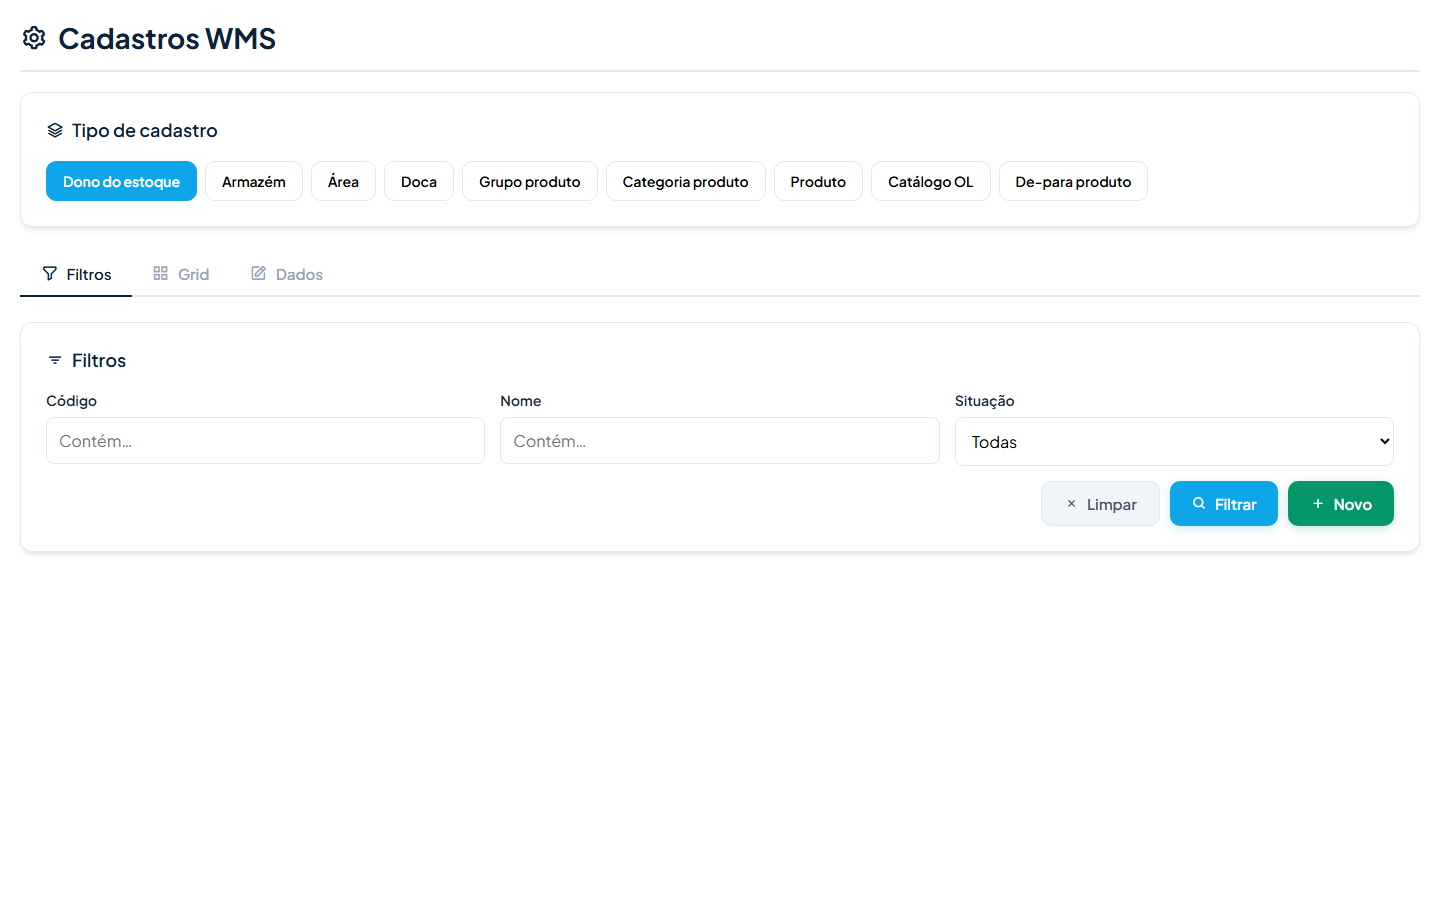 Cadastros WMS
Tipo de cadastro
Dono do estoque Armazém Área Doca Grupo produto Categoria produto Produto Catálogo OL De-para produto
Filtros Grid Dados
Filtros
Código Nome Situação
Contém... Contém... Todas
× Limpar Filtrar + Novo